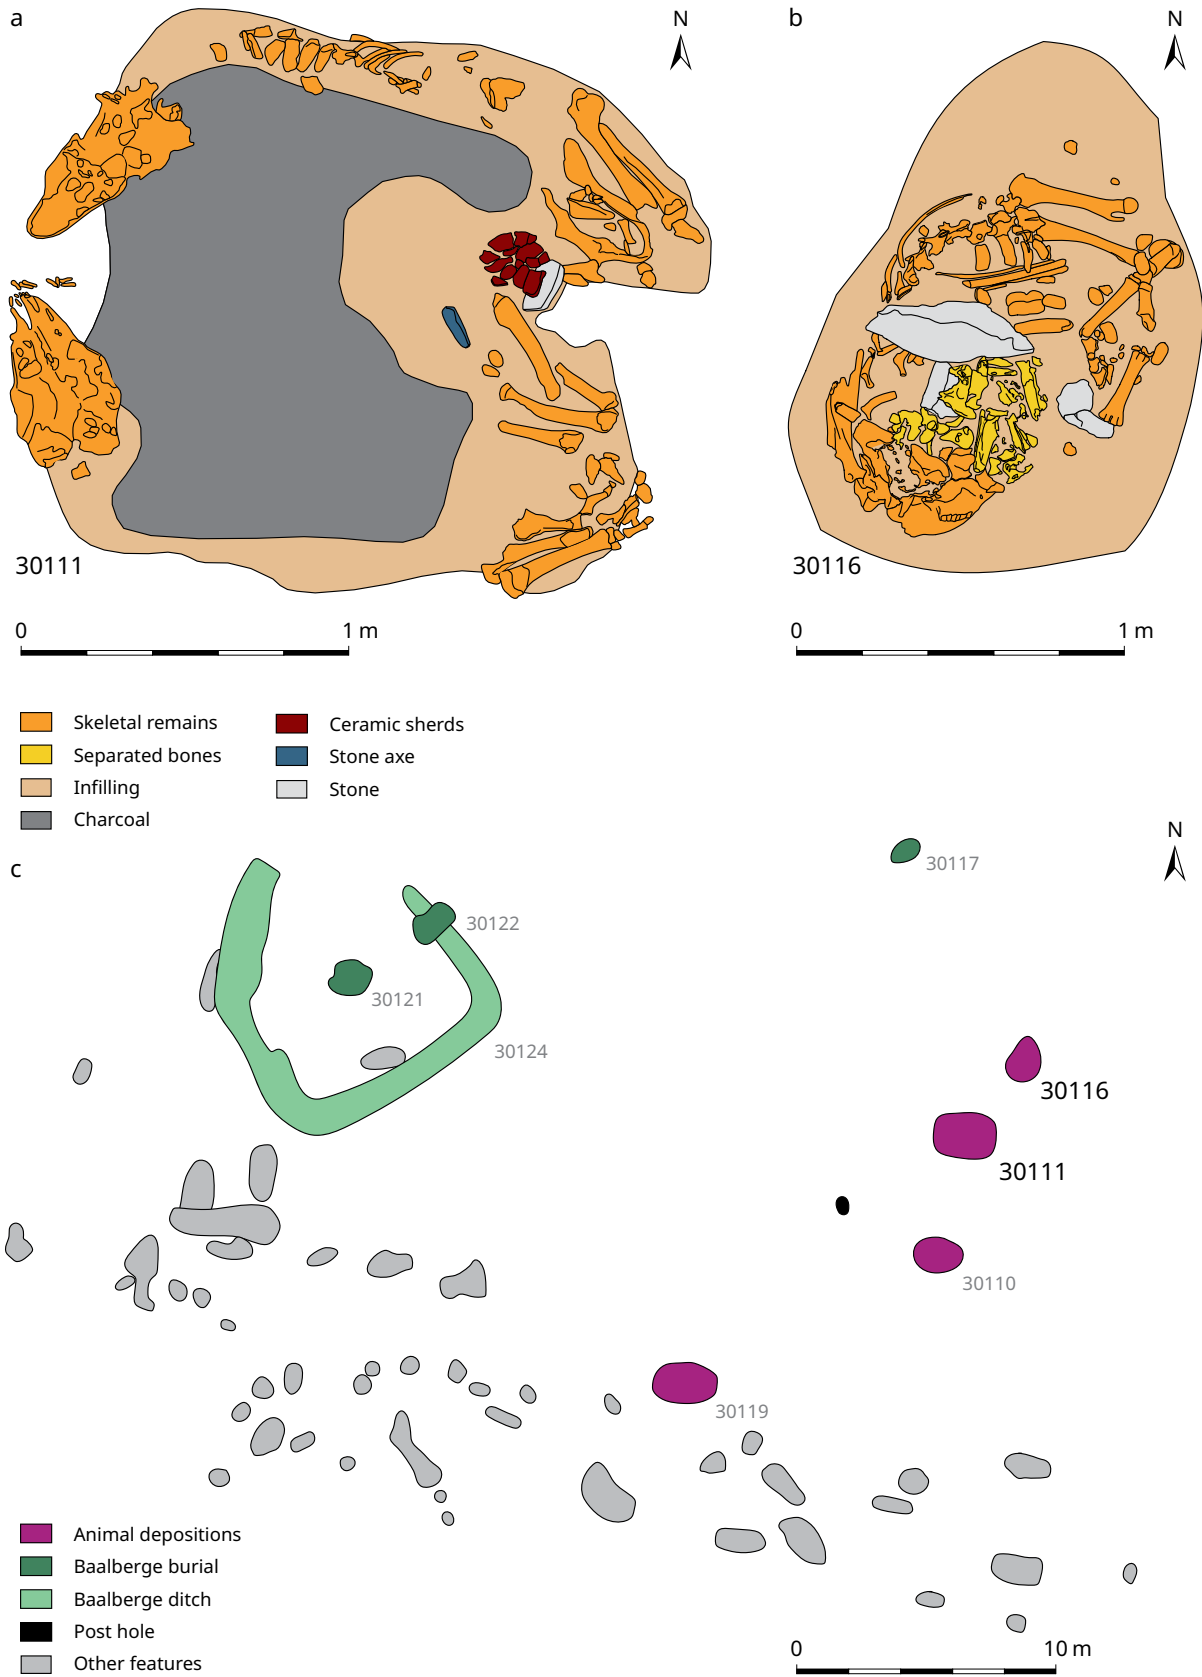 a
N
b
N
30111
30116
0
1 m
0
1 m
Skeletal remains
Separated bones
Infilling
Charcoal
Ceramic sherds
Stone axe
Stone
c
N
30117
30122
30121
30124
30116
30111
30110
30119
Animal depositions
Baalberge burial
Baalberge ditch
Post hole
Other features
0
10 m